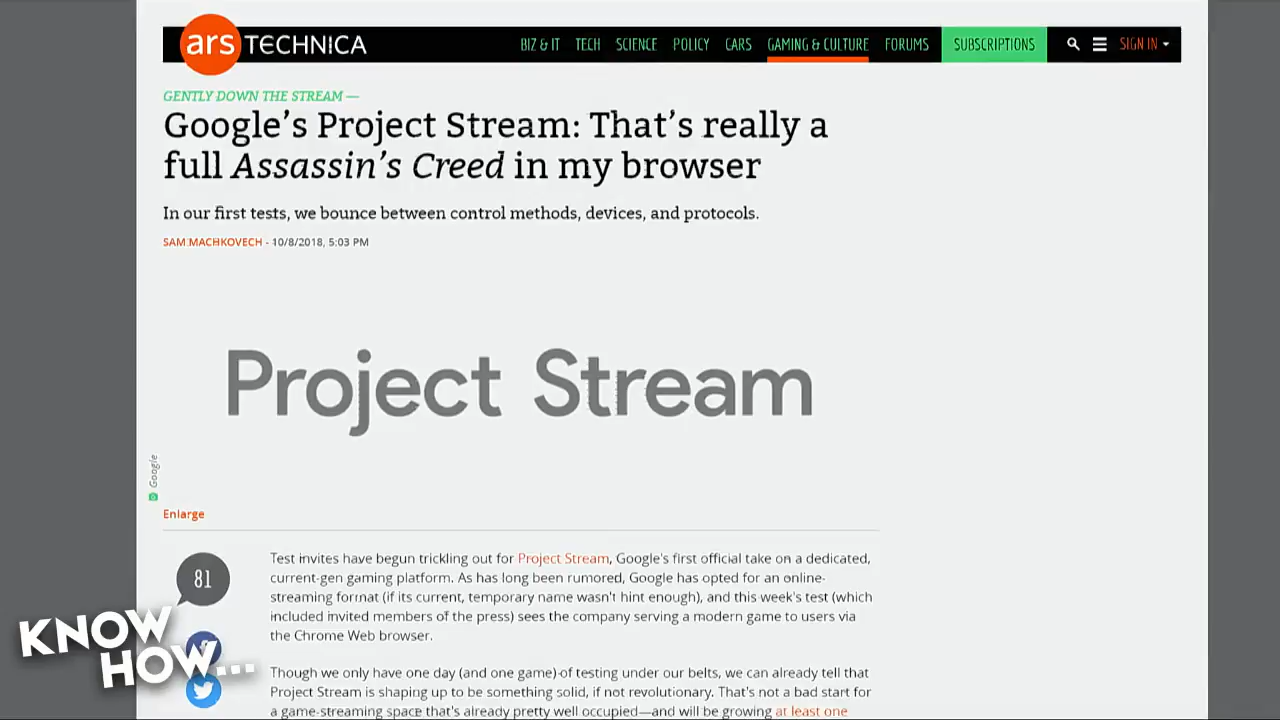 ars TECHNICA
BIZ & IT TECH SCIENCE POLICY CARS GAMING & CULTURE FORUMS SUBSCRIPTIONS SIGN IN
GENTLY DOWN THE STREAM —
Google’s Project Stream: That’s really a
full Assassin’s Creed in my browser
In our first tests, we bounce between control methods, devices, and protocols.
SAM MACHKOVECH - 10/8/2018, 5:03 PM
Project Stream
Google
Enlarge
81
Test invites have begun trickling out for Project Stream, Google's first official take on a dedicated,
current-gen gaming platform. As has long been rumored, Google has opted for an online-
streaming format (if its current, temporary name wasn't hint enough), and this week's test (which
included invited members of the press) sees the company serving a modern game to users via
the Chrome Web browser.
Though we only have one day (and one game) of testing under our belts, we can already tell that
Project Stream is shaping up to be something solid, if not revolutionary. That's not a bad start for
a game-streaming space that's already pretty well occupied—and will be growing at least one
KNOW
HOW...